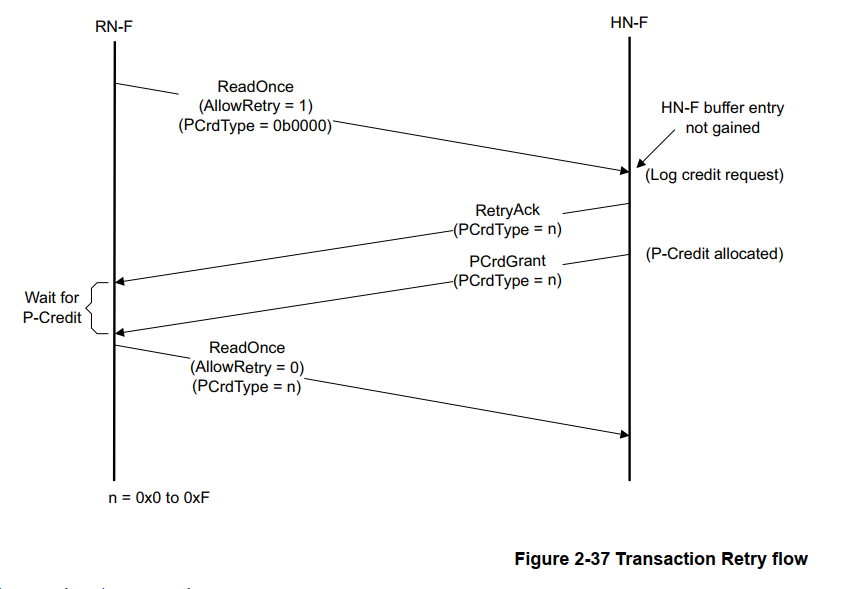 RN-F
HN-F
ReadOnce
(AllowRetry = 1)
(PCrdType = 0b0000)
HN-F buffer entry
not gained
(Log credit request)
RetryAck
(PCrdType = n)
(P-Credit allocated)
PCrdGrant
(PCrdType = n)
Wait for
P-Credit
ReadOnce
(AllowRetry = 0)
(PCrdType = n)
n = 0x0 to 0xF
Figure 2-37 Transaction Retry flow